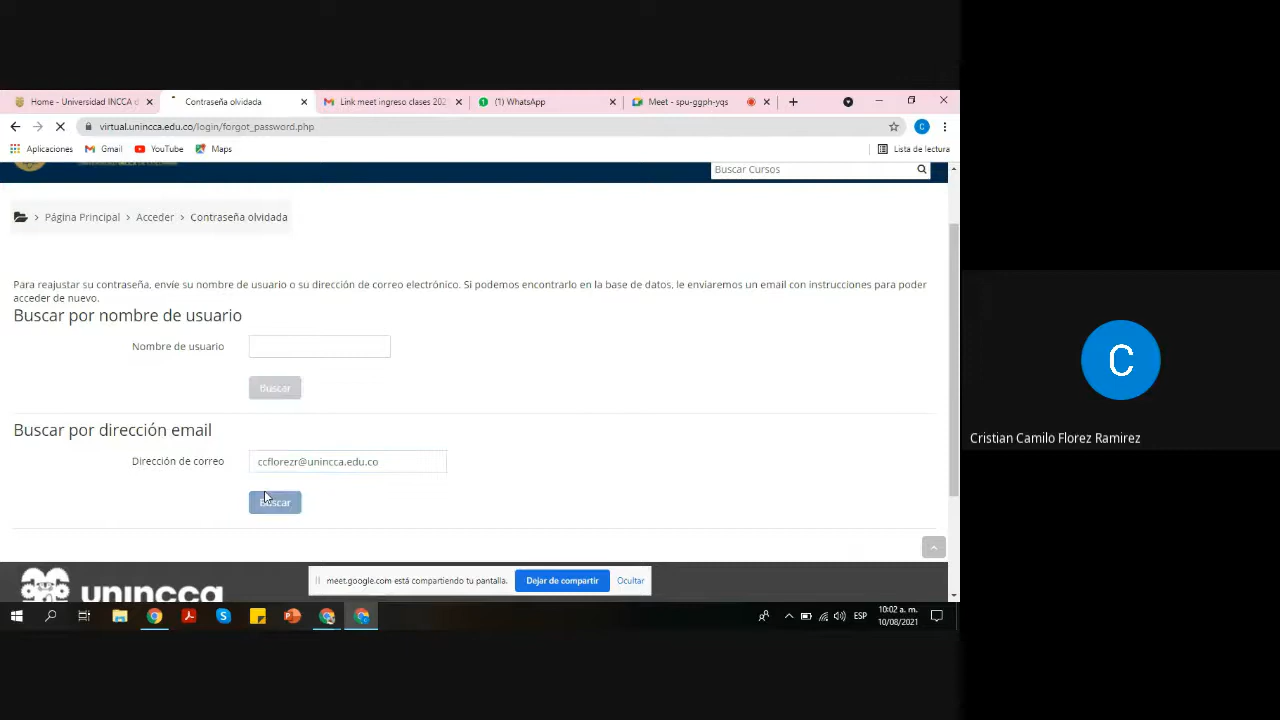 Home - Universidad INCCA d
Contraseña olvidada
Link meet ingreso clases 202
(1) WhatsApp
Meet - spu-ggph-yqs
virtual.unincca.edu.co/login/forgot_password.php
C
Aplicaciones
Gmail
YouTube
Maps
Lista de lectura
Buscar Cursos
Página Principal > Acceder > Contraseña olvidada
Para reajustar su contraseña, envíe su nombre de usuario o su dirección de correo electrónico. Si podemos encontrarlo en la base de datos, le enviaremos un email con instrucciones para poder
acceder de nuevo.
Buscar por nombre de usuario
Nombre de usuario
Buscar
Buscar por dirección email
Dirección de correo
ccflorezr@unincca.edu.co
Buscar
unincca
meet.google.com está compartiendo tu pantalla.
Dejar de compartir
Ocultar
ESP
10:02 a. m.
10/08/2021
C
Cristian Camilo Florez Ramirez